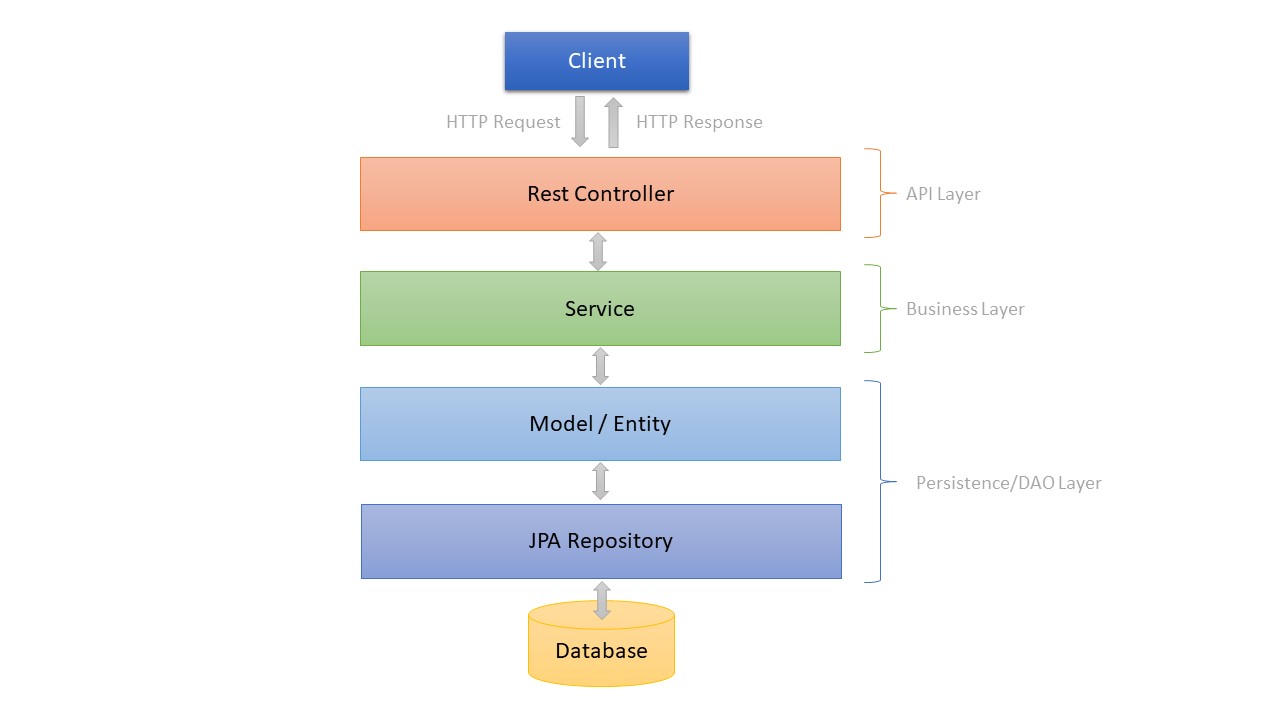 Client
HTTP Request
HTTP Response
Rest Controller
API Layer
Service
Business Layer
Model / Entity
Persistence/DAO Layer
JPA Repository
Database